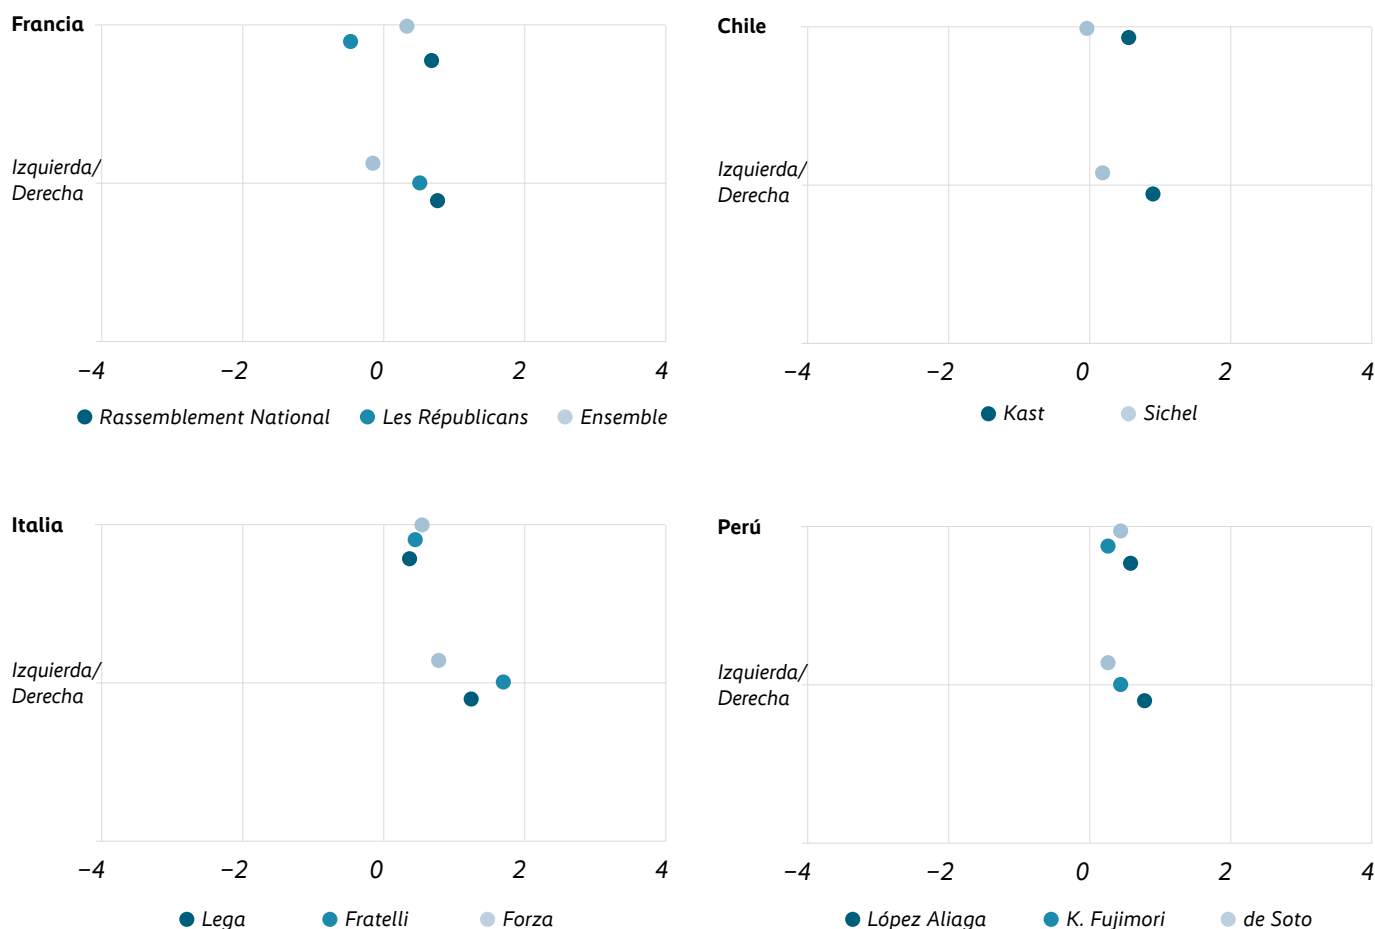 Francia
Izquierda/
Derecha
−4 −2 0 2 4
Rassemblement National Les Républicans Ensemble
Chile
Izquierda/
Derecha
−4 −2 0 2 4
Kast Sichel
Italia
Izquierda/
Derecha
−4 −2 0 2 4
Lega Fratelli Forza
Perú
Izquierda/
Derecha
−4 −2 0 2 4
López Aliaga K. Fujimori de Soto